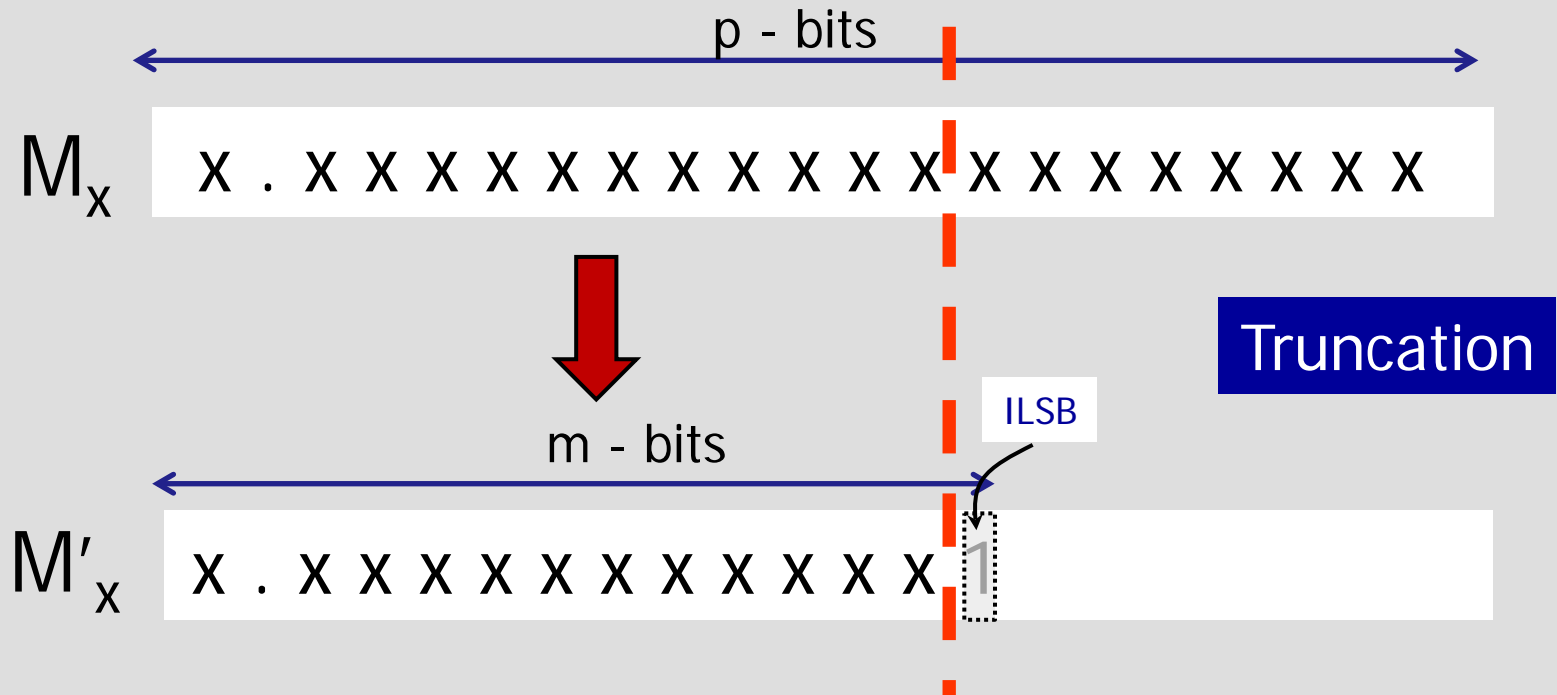 p - bits
Mx x . x x x x x x x x x x x x x x x x x x x
Truncation
ILSB
m - bits
M′x x . x x x x x x x x x x x 1